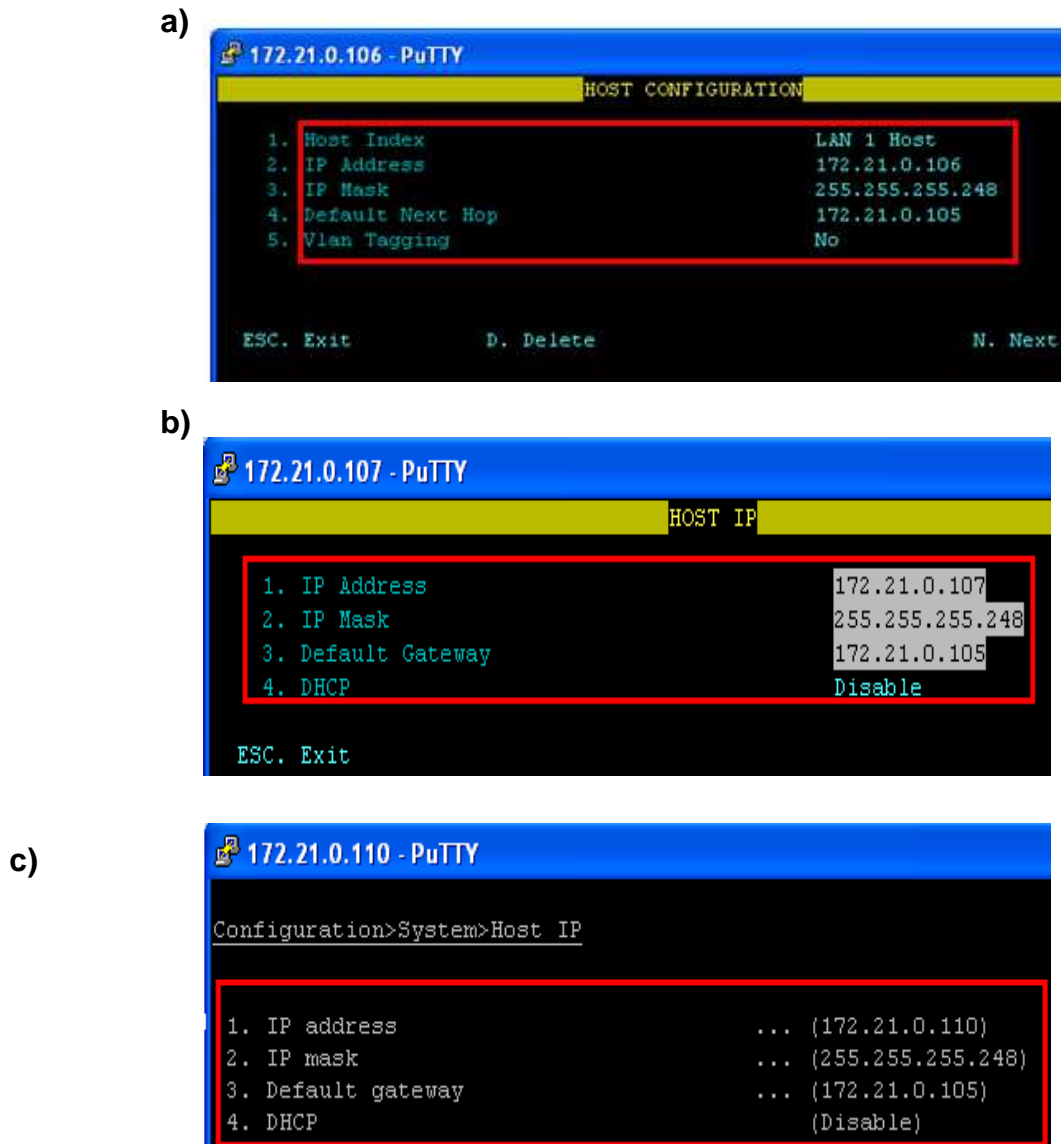 a)
172.21.0.106 - PuTTY
HOST CONFIGURATION
1. Host Index LAN 1 Host
2. IP Address 172.21.0.106
3. IP Mask 255.255.255.248
4. Default Next Hop 172.21.0.105
5. Vlan Tagging No
ESC. Exit D. Delete N. Next
b)
172.21.0.107 - PuTTY
HOST IP
1. IP Address 172.21.0.107
2. IP Mask 255.255.255.248
3. Default Gateway 172.21.0.105
4. DHCP Disable
ESC. Exit
c)
172.21.0.110 - PuTTY
Configuration>System>Host IP
1. IP address ... (172.21.0.110)
2. IP mask ... (255.255.255.248)
3. Default gateway ... (172.21.0.105)
4. DHCP (Disable)